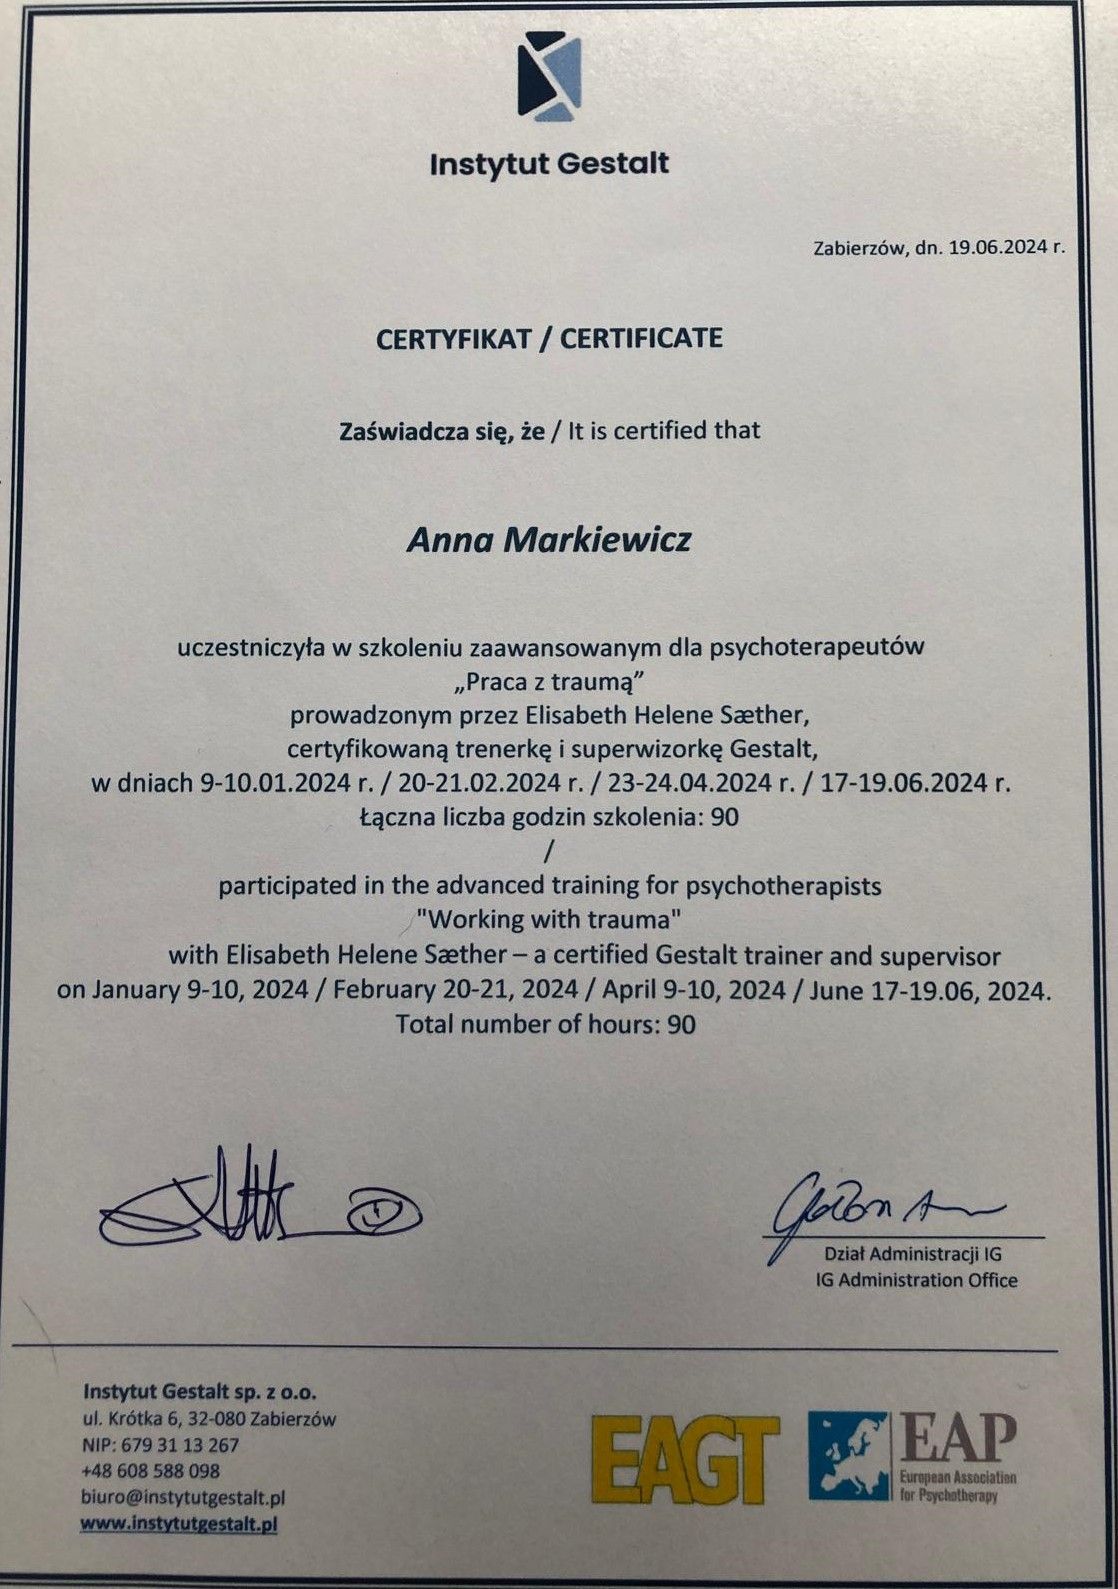 Instytut Gestalt
Zabierzów, dn. 19.06.2024 r.
CERTYFIKAT / CERTIFICATE
Zaświadcza się, że / It is certified that
Anna Markiewicz
uczestniczyła w szkoleniu zaawansowanym dla psychoterapeutów
„Praca z traumą”
prowadzonym przez Elisabeth Helene Sæther,
certyfikowaną trenerkę i superwizorkę Gestalt,
w dniach 9-10.01.2024 r. / 20-21.02.2024 r. / 23-24.04.2024 r. / 17-19.06.2024 r.
Łączna liczba godzin szkolenia: 90
/
participated in the advanced training for psychotherapists
"Working with trauma"
with Elisabeth Helene Sæther – a certified Gestalt trainer and supervisor
on January 9-10, 2024 / February 20-21, 2024 / April 9-10, 2024 / June 17-19.06, 2024.
Total number of hours: 90
Dział Administracji IG
IG Administration Office
Instytut Gestalt sp. z o.o.
ul. Krótka 6, 32-080 Zabierzów
NIP: 679 31 13 267
+48 608 588 098
biuro@instytutgestalt.pl
www.instytutgestalt.pl
EAGT
EAP
European Association
for Psychotherapy